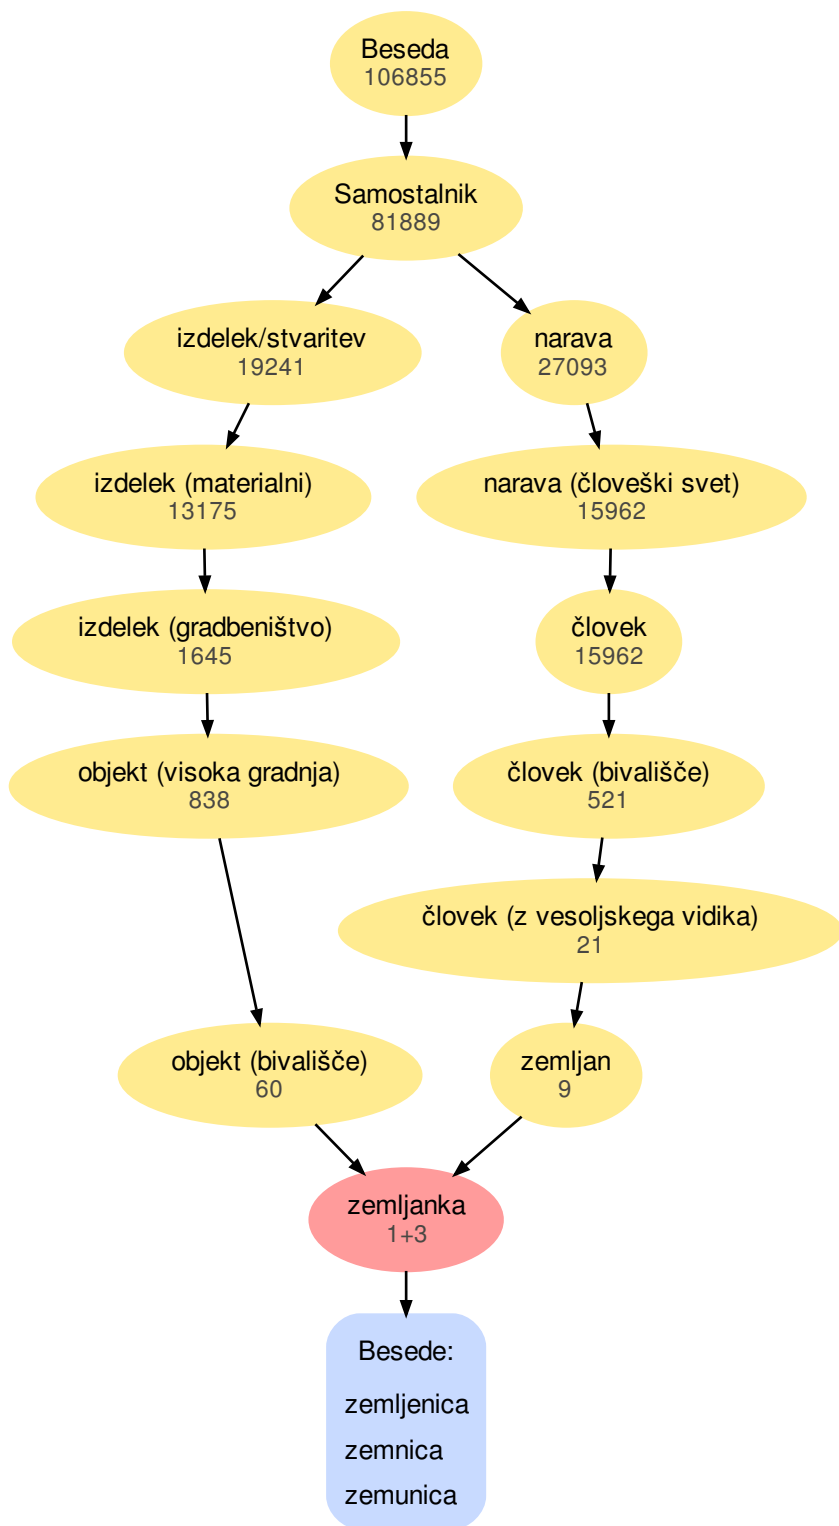 Beseda
106855
Samostalnik
81889
izdelek/stvaritev
19241
narava
27093
izdelek (materialni)
13175
narava (človeški svet)
15962
izdelek (gradbeništvo)
1645
človek
15962
objekt (visoka gradnja)
838
človek (bivališče)
521
človek (z vesoljskega vidika)
21
objekt (bivališče)
60
zemljan
9
zemljanka
1+3
Besede:
zemljenica
zemnica
zemunica